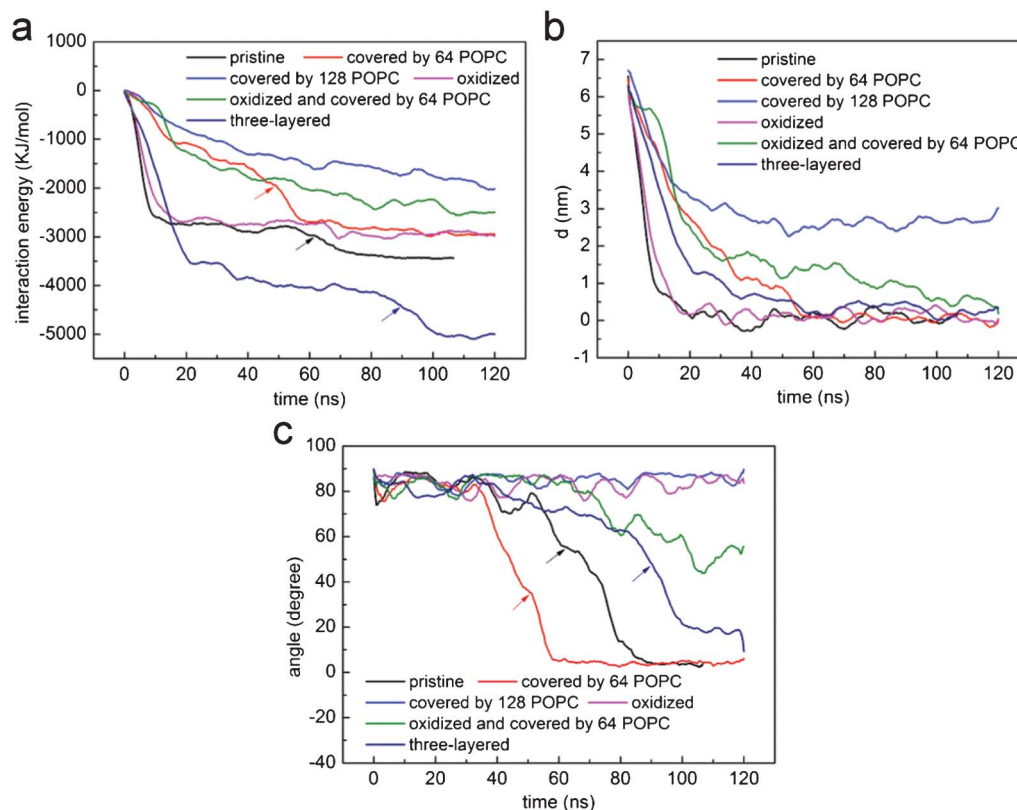 a
1000
0
-1000
-2000
-3000
-4000
-5000
interaction energy (KJ/mol)
pristine covered by 64 POPC
covered by 128 POPC oxidized
oxidized and covered by 64 POPC
three-layered
0 20 40 60 80 100 120
time (ns)
b
7
6
5
4
3
2
1
0
-1
d (nm)
pristine
covered by 64 POPC
covered by 128 POPC
oxidized
oxidized and covered by 64 POPC
three-layered
0 20 40 60 80 100 120
time (ns)
c
100
80
60
40
20
0
-20
-40
angle (degree)
pristine covered by 64 POPC
covered by 128 POPC oxidized
oxidized and covered by 64 POPC
three-layered
0 20 40 60 80 100 120
time (ns)